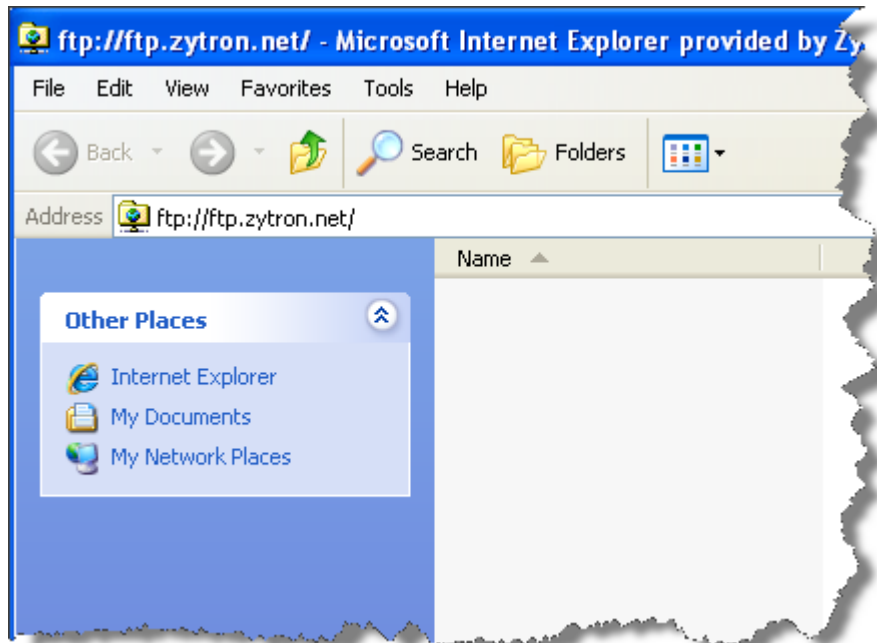 ftp://ftp.zytron.net/ - Microsoft Internet Explorer provided by Zy
File Edit View Favorites Tools Help
Back Search Folders
Address ftp://ftp.zytron.net/
Name
Other Places
Internet Explorer
My Documents
My Network Places